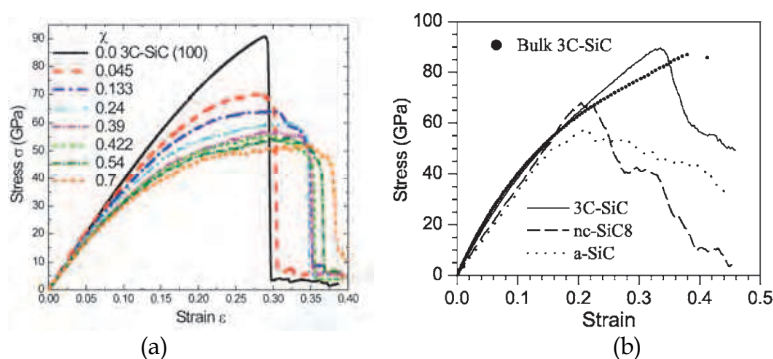 χ
0.0 3C-SiC (100)
0.045
0.133
0.24
0.39
0.422
0.54
0.7
90
80
70
60
50
40
30
20
10
0
Stress σ (GPa)
0.00 0.05 0.10 0.15 0.20 0.25 0.30 0.35 0.40
Strain ε
(a)
Bulk 3C-SiC
3C-SiC
nc-SiC8
a-SiC
100
80
60
40
20
0
Stress (GPa)
0.0 0.1 0.2 0.3 0.4 0.5
Strain
(b)